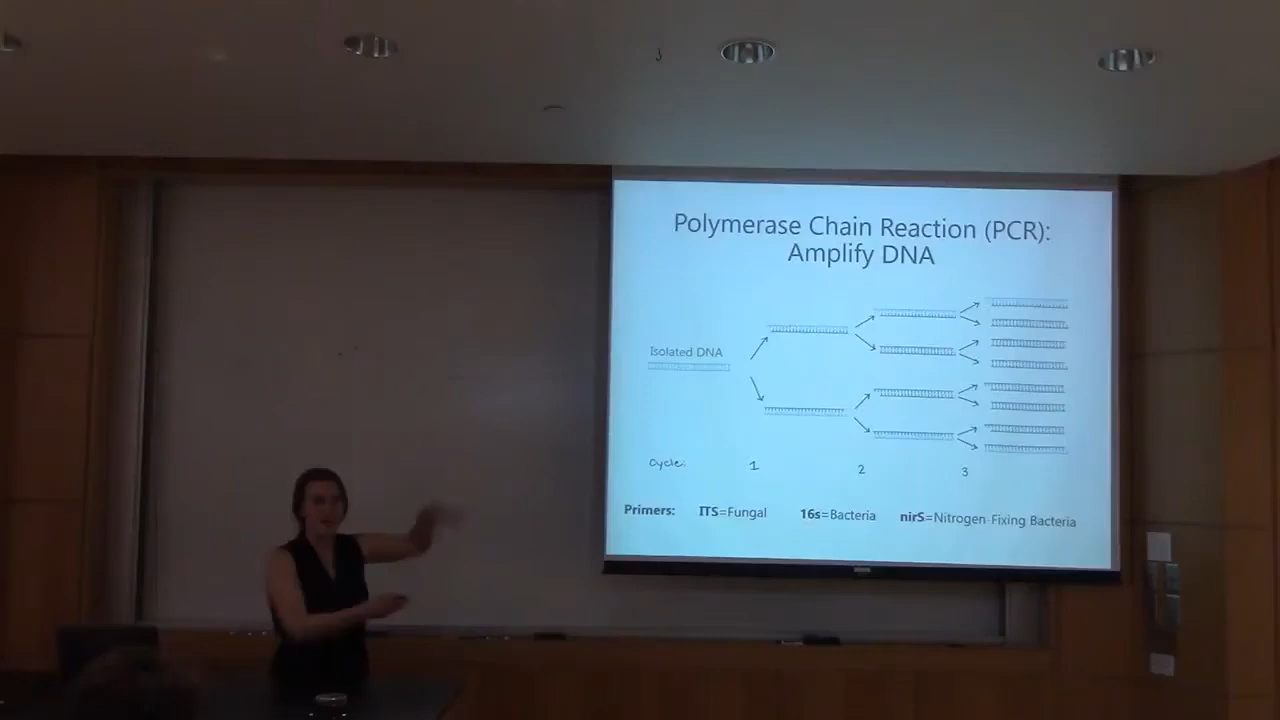 Polymerase Chain Reaction (PCR):
Amplify DNA
Isolated DNA
Cycle: 1 2 3
Primers: ITS=Fungal 16s=Bacteria nirS=Nitrogen-Fixing Bacteria